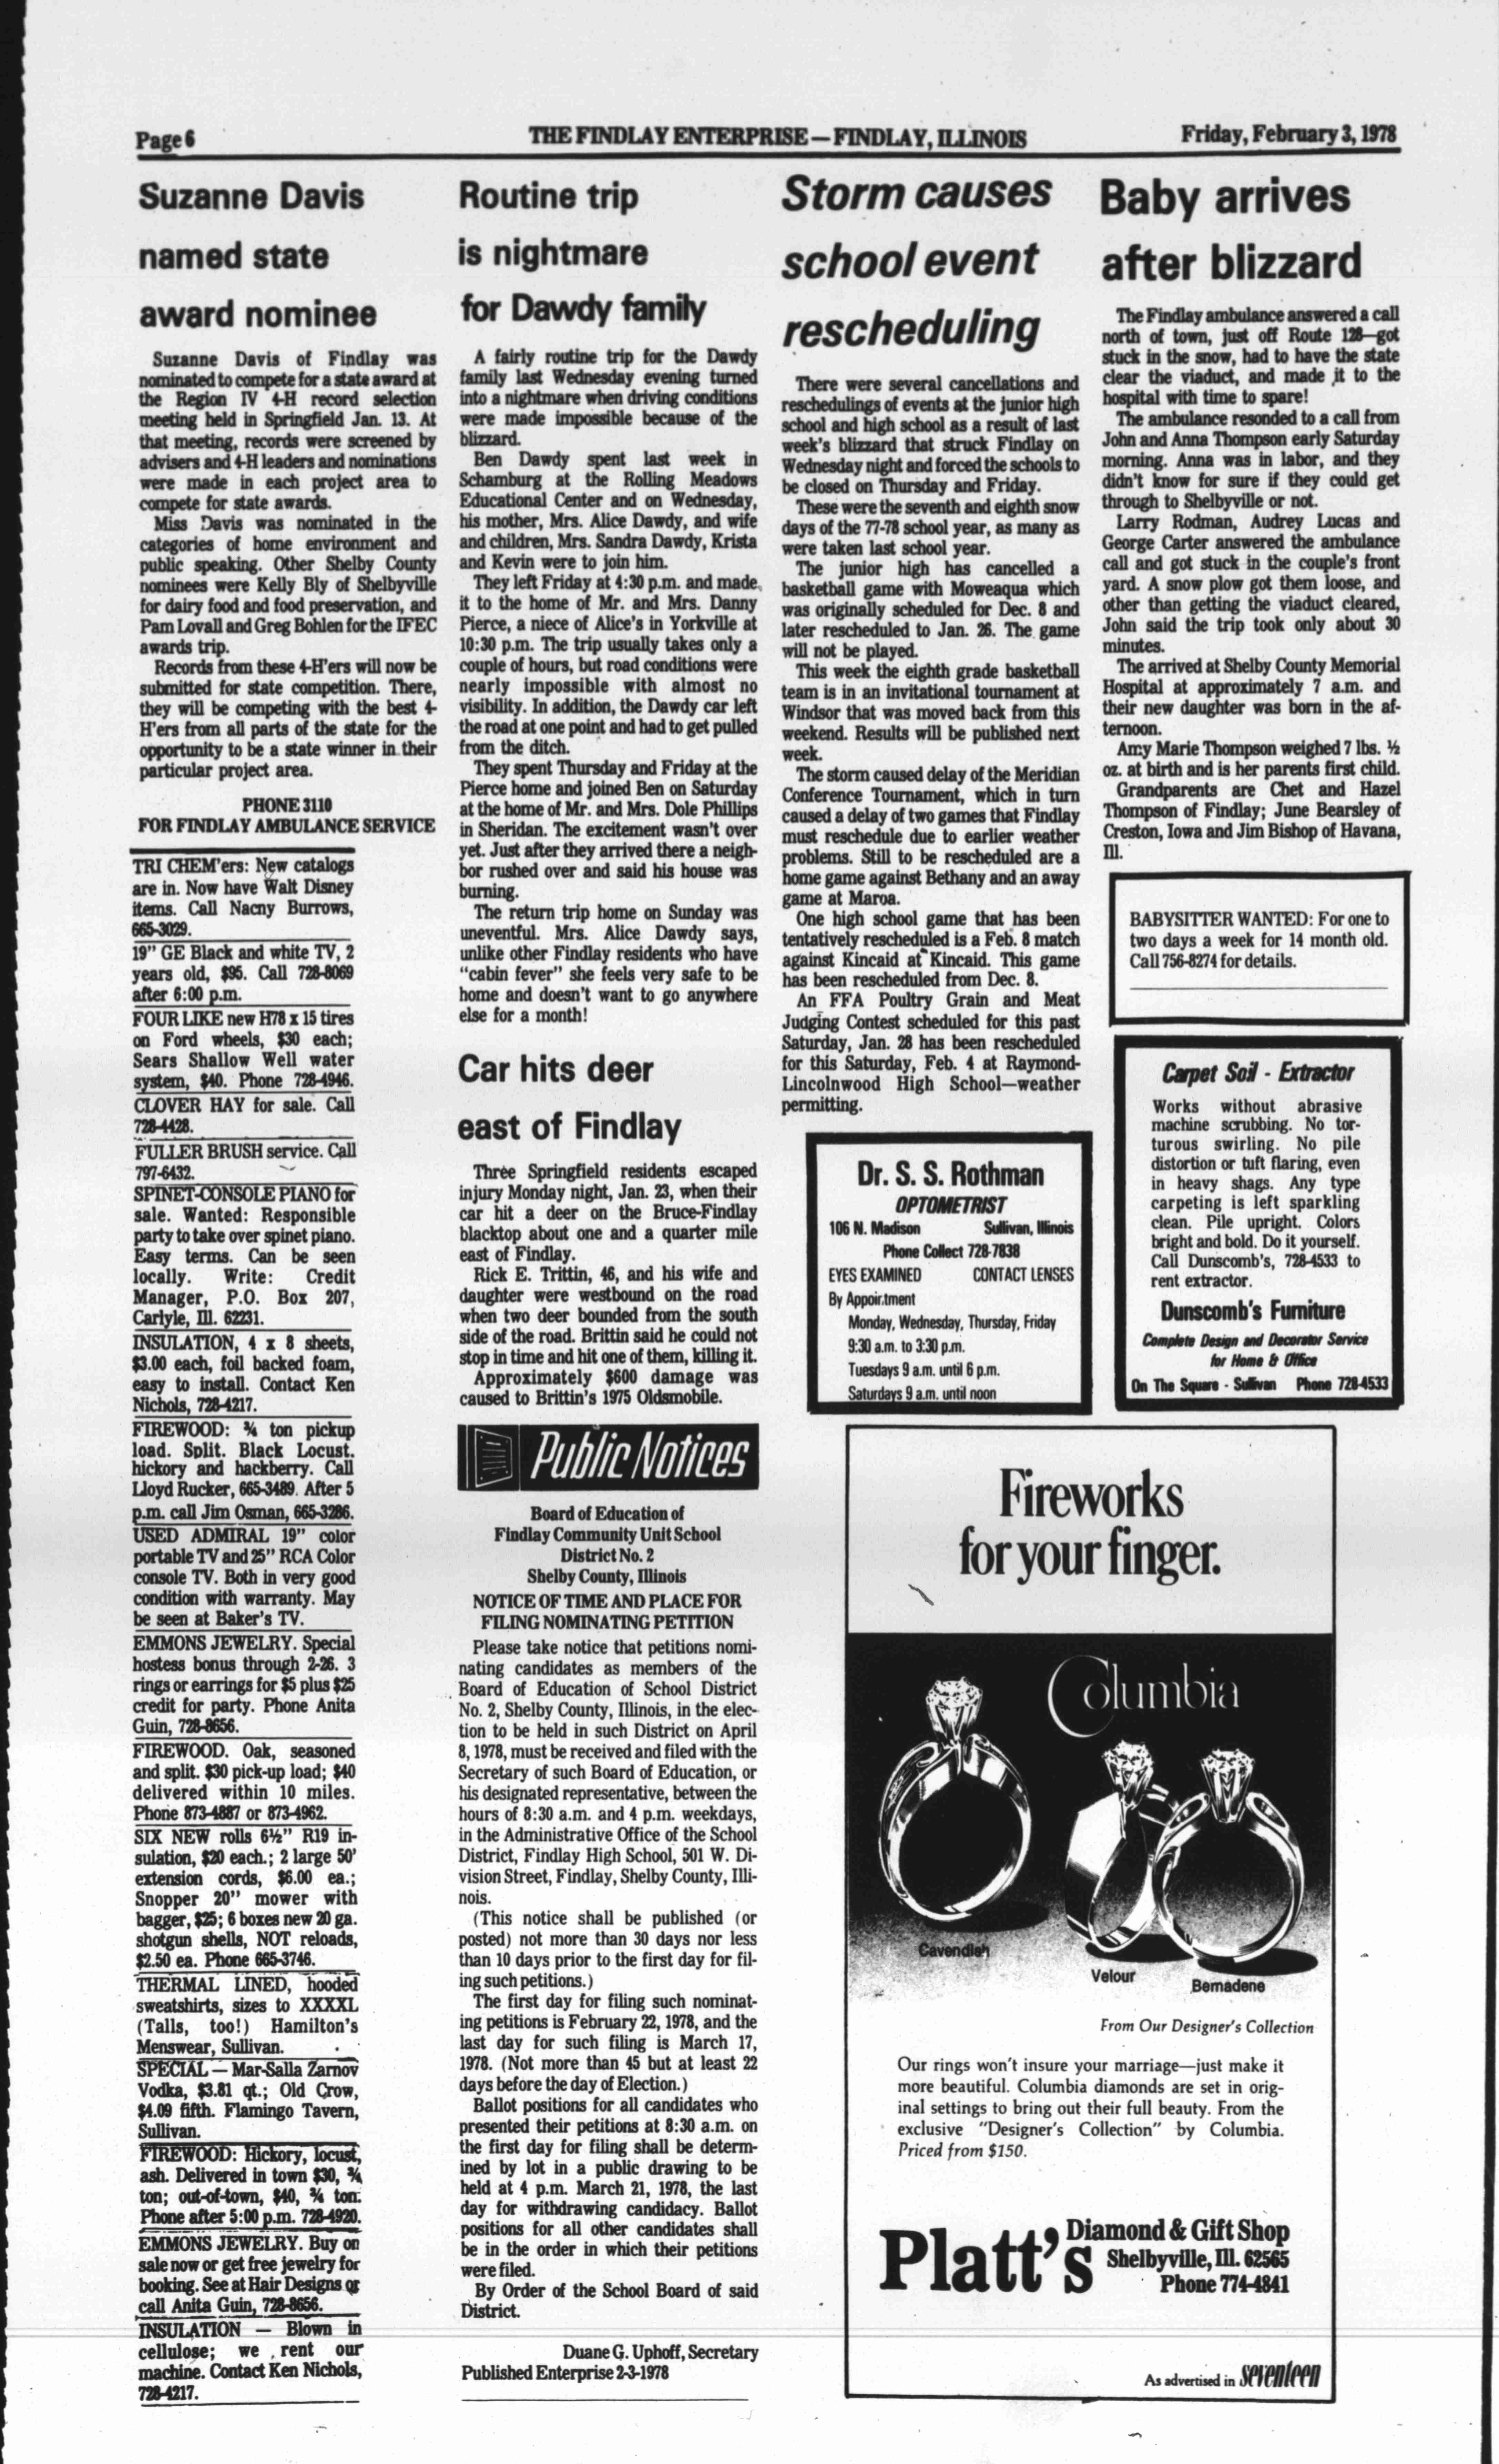 Page 6
THE FINDLAY ENTERPRISE—FINDLAY, ILLINOIS
Friday, February 3, 1978
Suzanne Davis
named state
award nominee
Suzanne Davis of Findlay was
nominated to compete for a state award at
the Region IV 4-H record selection
meeting held in Springfield Jan. 13. At
that meeting, records were screened by
advisers and 4-H leaders and nominations
were made in each project area to
compete for state awards.
Miss Davis was nominated in the
categories of home environment and
public speaking. Other Shelby County
nominees were Kelly Bly of Shelbyville
for dairy food and food preservation, and
Pam Lovall and Greg Bohlen for the IFEC
awards trip.
Records from these 4-H'ers will now be
submitted for state competition. There,
they will be competing with the best 4-
H'ers from all parts of the state for the
opportunity to be a state winner in their
particular project area.
PHONE 3110
FOR FINDLAY AMBULANCE SERVICE
TRI CHEM'ers: New catalogs
are in. Now have Walt Disney
items. Call Nacny Burrows,
665-3029.
19" GE Black and white TV, 2
years old, $95. Call 728-8069
after 6:00 p.m.
FOUR LIKE new H78 x 15 tires
on Ford wheels, $30 each;
Sears Shallow Well water
system, $40. Phone 728-4946.
CLOVER HAY for sale. Call
728-4428.
FULLER BRUSH service. Call
797-6432.
SPINET-CONSOLE PIANO for
sale. Wanted: Responsible
party to take over spinet piano.
Easy terms. Can be seen
locally. Write: Credit
Manager, P.O. Box 207,
Carlyle, Ill. 62231.
INSULATION, 4 x 8 sheets,
$3.00 each, foil backed foam,
easy to install. Contact Ken
Nichols, 728-4217.
FIREWOOD: ¾ ton pickup
load. Split. Black Locust.
hickory and hackberry. Call
Lloyd Rucker, 665-3489. After 5
p.m. call Jim Osman, 665-3286.
USED ADMIRAL 19" color
portable TV and 25" RCA Color
console TV. Both in very good
condition with warranty. May
be seen at Baker's TV.
EMMONS JEWELRY. Special
hostess bonus through 2-26. 3
rings or earrings for $5 plus $25
credit for party. Phone Anita
Guin, 728-8656.
FIREWOOD. Oak, seasoned
and split. $30 pick-up load; $40
delivered within 10 miles.
Phone 873-4887 or 873-4962.
SIX NEW rolls 6½" R19 in-
sulation, $20 each.; 2 large 50'
extension cords, $6.00 ea.;
Snopper 20" mower with
bagger, $25; 6 boxes new 20 ga.
shotgun shells, NOT reloads,
$2.50 ea. Phone 665-3746.
THERMAL LINED, hooded
sweatshirts, sizes to XXXXL
(Talls, too!) Hamilton's
Menswear, Sullivan.
SPECIAL — Mar-Salla Zarnov
Vodka, $3.81 qt.; Old Crow,
$4.09 fifth. Flamingo Tavern,
Sullivan.
FIREWOOD: Hickory, locust,
ash. Delivered in town $30, ¾
ton; out-of-town, $40, ¾ ton.
Phone after 5:00 p.m. 728-4920.
EMMONS JEWELRY. Buy on
sale now or get free jewelry for
booking. See at Hair Designs or
call Anita Guin, 728-8656.
INSULATION — Blown in
cellulose; we rent our
machine. Contact Ken Nichols,
728-4217.
Routine trip
is nightmare
for Dawdy family
A fairly routine trip for the Dawdy
family last Wednesday evening turned
into a nightmare when driving conditions
were made impossible because of the
blizzard.
Ben Dawdy spent last week in
Schamburg at the Rolling Meadows
Educational Center and on Wednesday,
his mother, Mrs. Alice Dawdy, and wife
and children, Mrs. Sandra Dawdy, Krista
and Kevin were to join him.
They left Friday at 4:30 p.m. and made
it to the home of Mr. and Mrs. Danny
Pierce, a niece of Alice's in Yorkville at
10:30 p.m. The trip usually takes only a
couple of hours, but road conditions were
nearly impossible with almost no
visibility. In addition, the Dawdy car left
the road at one point and had to get pulled
from the ditch.
They spent Thursday and Friday at the
Pierce home and joined Ben on Saturday
at the home of Mr. and Mrs. Dole Phillips
in Sheridan. The excitement wasn't over
yet. Just after they arrived there a neigh-
bor rushed over and said his house was
burning.
The return trip home on Sunday was
uneventful. Mrs. Alice Dawdy says,
unlike other Findlay residents who have
"cabin fever" she feels very safe to be
home and doesn't want to go anywhere
else for a month!
Car hits deer
east of Findlay
Three Springfield residents escaped
injury Monday night, Jan. 23, when their
car hit a deer on the Bruce-Findlay
blacktop about one and a quarter mile
east of Findlay.
Rick E. Trittin, 46, and his wife and
daughter were westbound on the road
when two deer bounded from the south
side of the road. Brittin said he could not
stop in time and hit one of them, killing it.
Approximately $600 damage was
caused to Brittin's 1975 Oldsmobile.
Public Notices
Board of Education of
Findlay Community Unit School
District No. 2
Shelby County, Illinois
NOTICE OF TIME AND PLACE FOR
FILING NOMINATING PETITION
Please take notice that petitions nomi-
nating candidates as members of the
Board of Education of School District
No. 2, Shelby County, Illinois, in the elec-
tion to be held in such District on April
8, 1978, must be received and filed with the
Secretary of such Board of Education, or
his designated representative, between the
hours of 8:30 a.m. and 4 p.m. weekdays,
in the Administrative Office of the School
District, Findlay High School, 501 W. Di-
vision Street, Findlay, Shelby County, Illi-
nois.
(This notice shall be published (or
posted) not more than 30 days nor less
than 10 days prior to the first day for fil-
ing such petitions.)
The first day for filing such nominat-
ing petitions is February 22, 1978, and the
last day for such filing is March 17,
1978. (Not more than 45 but at least 22
days before the day of Election.)
Ballot positions for all candidates who
presented their petitions at 8:30 a.m. on
the first day for filing shall be determ-
ined by lot in a public drawing to be
held at 4 p.m. March 21, 1978, the last
day for withdrawing candidacy. Ballot
positions for all other candidates shall
be in the order in which their petitions
were filed.
By Order of the School Board of said
District.
Duane G. Uphoff, Secretary
Published Enterprise 2-3-1978
Storm causes
school event
rescheduling
There were several cancellations and
reschedulings of events at the junior high
school and high school as a result of last
week's blizzard that struck Findlay on
Wednesday night and forced the schools to
be closed on Thursday and Friday.
These were the seventh and eighth snow
days of the 77-78 school year, as many as
were taken last school year.
The junior high has cancelled a
basketball game with Moweaqua which
was originally scheduled for Dec. 8 and
later rescheduled to Jan. 26. The game
will not be played.
This week the eighth grade basketball
team is in an invitational tournament at
Windsor that was moved back from this
weekend. Results will be published next
week.
The storm caused delay of the Meridian
Conference Tournament, which in turn
caused a delay of two games that Findlay
must reschedule due to earlier weather
problems. Still to be rescheduled are a
home game against Bethany and an away
game at Maroa.
One high school game that has been
tentatively rescheduled is a Feb. 8 match
against Kincaid at Kincaid. This game
has been rescheduled from Dec. 8.
An FFA Poultry Grain and Meat
Judging Contest scheduled for this past
Saturday, Jan. 28 has been rescheduled
for this Saturday, Feb. 4 at Raymond-
Lincolnwood High School—weather
permitting.
Dr. S. S. Rothman
OPTOMETRIST
106 N. Madison Sullivan, Illinois
Phone Collect 728-7838
EYES EXAMINED CONTACT LENSES
By Appointment
Monday, Wednesday, Thursday, Friday
9:30 a.m. to 3:30 p.m.
Tuesdays 9 a.m. until 6 p.m.
Saturdays 9 a.m. until noon
Baby arrives
after blizzard
The Findlay ambulance answered a call
north of town, just off Route 128—got
stuck in the snow, had to have the state
clear the viaduct, and made it to the
hospital with time to spare!
The ambulance resonded to a call from
John and Anna Thompson early Saturday
morning. Anna was in labor, and they
didn't know for sure if they could get
through to Shelbyville or not.
Larry Rodman, Audrey Lucas and
George Carter answered the ambulance
call and got stuck in the couple's front
yard. A snow plow got them loose, and
other than getting the viaduct cleared,
John said the trip took only about 30
minutes.
The arrived at Shelby County Memorial
Hospital at approximately 7 a.m. and
their new daughter was born in the af-
ternoon.
Amy Marie Thompson weighed 7 lbs. ½
oz. at birth and is her parents first child.
Grandparents are Chet and Hazel
Thompson of Findlay; June Bearsley of
Creston, Iowa and Jim Bishop of Havana,
Ill.
BABYSITTER WANTED: For one to
two days a week for 14 month old.
Call 756-8274 for details.
Carpet Soil - Extractor
Works without abrasive
machine scrubbing. No tor-
turous swirling. No pile
distortion or tuft flaring, even
in heavy shags. Any type
carpeting is left sparkling
clean. Pile upright. Colors
bright and bold. Do it yourself.
Call Dunscomb's, 728-4533 to
rent extractor.
Dunscomb's Furniture
Complete Design and Decorator Service
for Home & Office
On The Square - Sullivan Phone 728-4533
Fireworks
for your finger.
Columbia
Cavendish
Velour
Bernadene
From Our Designer's Collection
Our rings won't insure your marriage—just make it
more beautiful. Columbia diamonds are set in orig-
inal settings to bring out their full beauty. From the
exclusive "Designer's Collection" by Columbia.
Priced from $150.
Platt's Diamond & Gift Shop
Shelbyville, Ill. 62565
Phone 774-4841
As advertised in seventeen